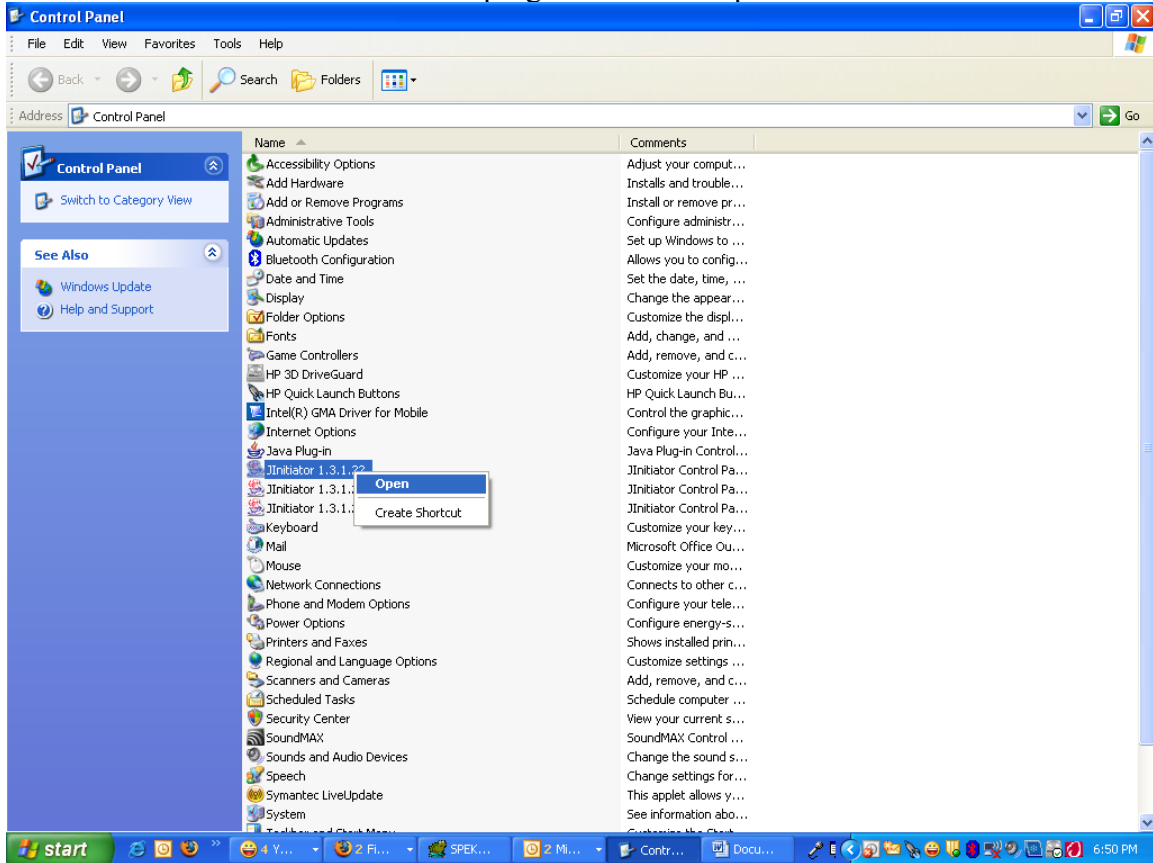 Control Panel
File Edit View Favorites Tools Help
Back Search Folders
Address Control Panel Go
Name Comments
Control Panel
Switch to Category View
See Also
Windows Update
Help and Support
Accessibility Options Adjust your comput...
Add Hardware Installs and trouble...
Add or Remove Programs Install or remove pr...
Administrative Tools Configure administr...
Automatic Updates Set up Windows to ...
Bluetooth Configuration Allows you to config...
Date and Time Set the date, time, ...
Display Change the appear...
Folder Options Customize the displ...
Fonts Add, change, and ...
Game Controllers Add, remove, and c...
HP 3D DriveGuard Customize your HP ...
HP Quick Launch Buttons HP Quick Launch Bu...
Intel(R) GMA Driver for Mobile Control the graphic...
Internet Options Configure your Inte...
Java Plug-in Java Plug-in Control...
JInitiator 1.3.1.22 JInitiator Control Pa...
JInitiator 1.3.1. JInitiator Control Pa...
JInitiator 1.3.1. JInitiator Control Pa...
Open
Create Shortcut
Keyboard Customize your key...
Mail Microsoft Office Ou...
Mouse Customize your mo...
Network Connections Connects to other c...
Phone and Modem Options Configure your tele...
Power Options Configure energy-s...
Printers and Faxes Shows installed prin...
Regional and Language Options Customize settings ...
Scanners and Cameras Add, remove, and c...
Scheduled Tasks Schedule computer ...
Security Center View your current s...
SoundMAX SoundMAX Control ...
Sounds and Audio Devices Change the sound s...
Speech Change settings for...
Symantec LiveUpdate This applet allows y...
System See information abo...
start 4 Y... 2 Fi... SPEK... 2 Mi... Contr... Docu... 6:50 PM